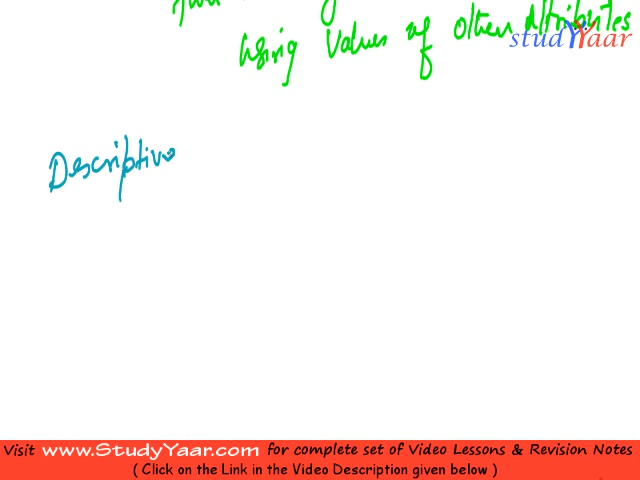 using values of other attributes
studYYaar
Descriptive
Visit www.StudyYaar.com for complete set of Video Lessons & Revision Notes
( Click on the Link in the Video Description given below )